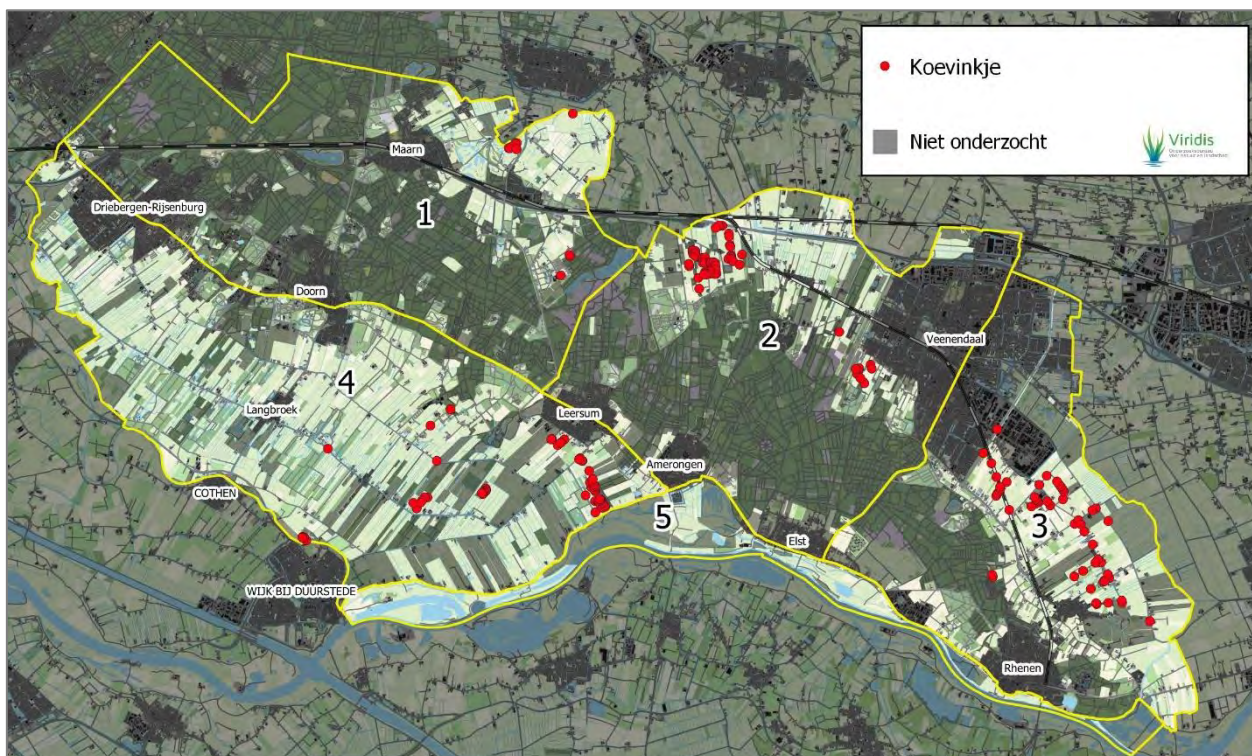 Koevinkje
Niet onderzocht
Viridis
Maarn
1
Driebergen-Rijsenburg
Doorn
2
Veenendaal
4
Langbroek
Leersum
Amerongen
COTHEN
5
3
Elst
WIJK BIJ DUURSTEDE
Rhenen